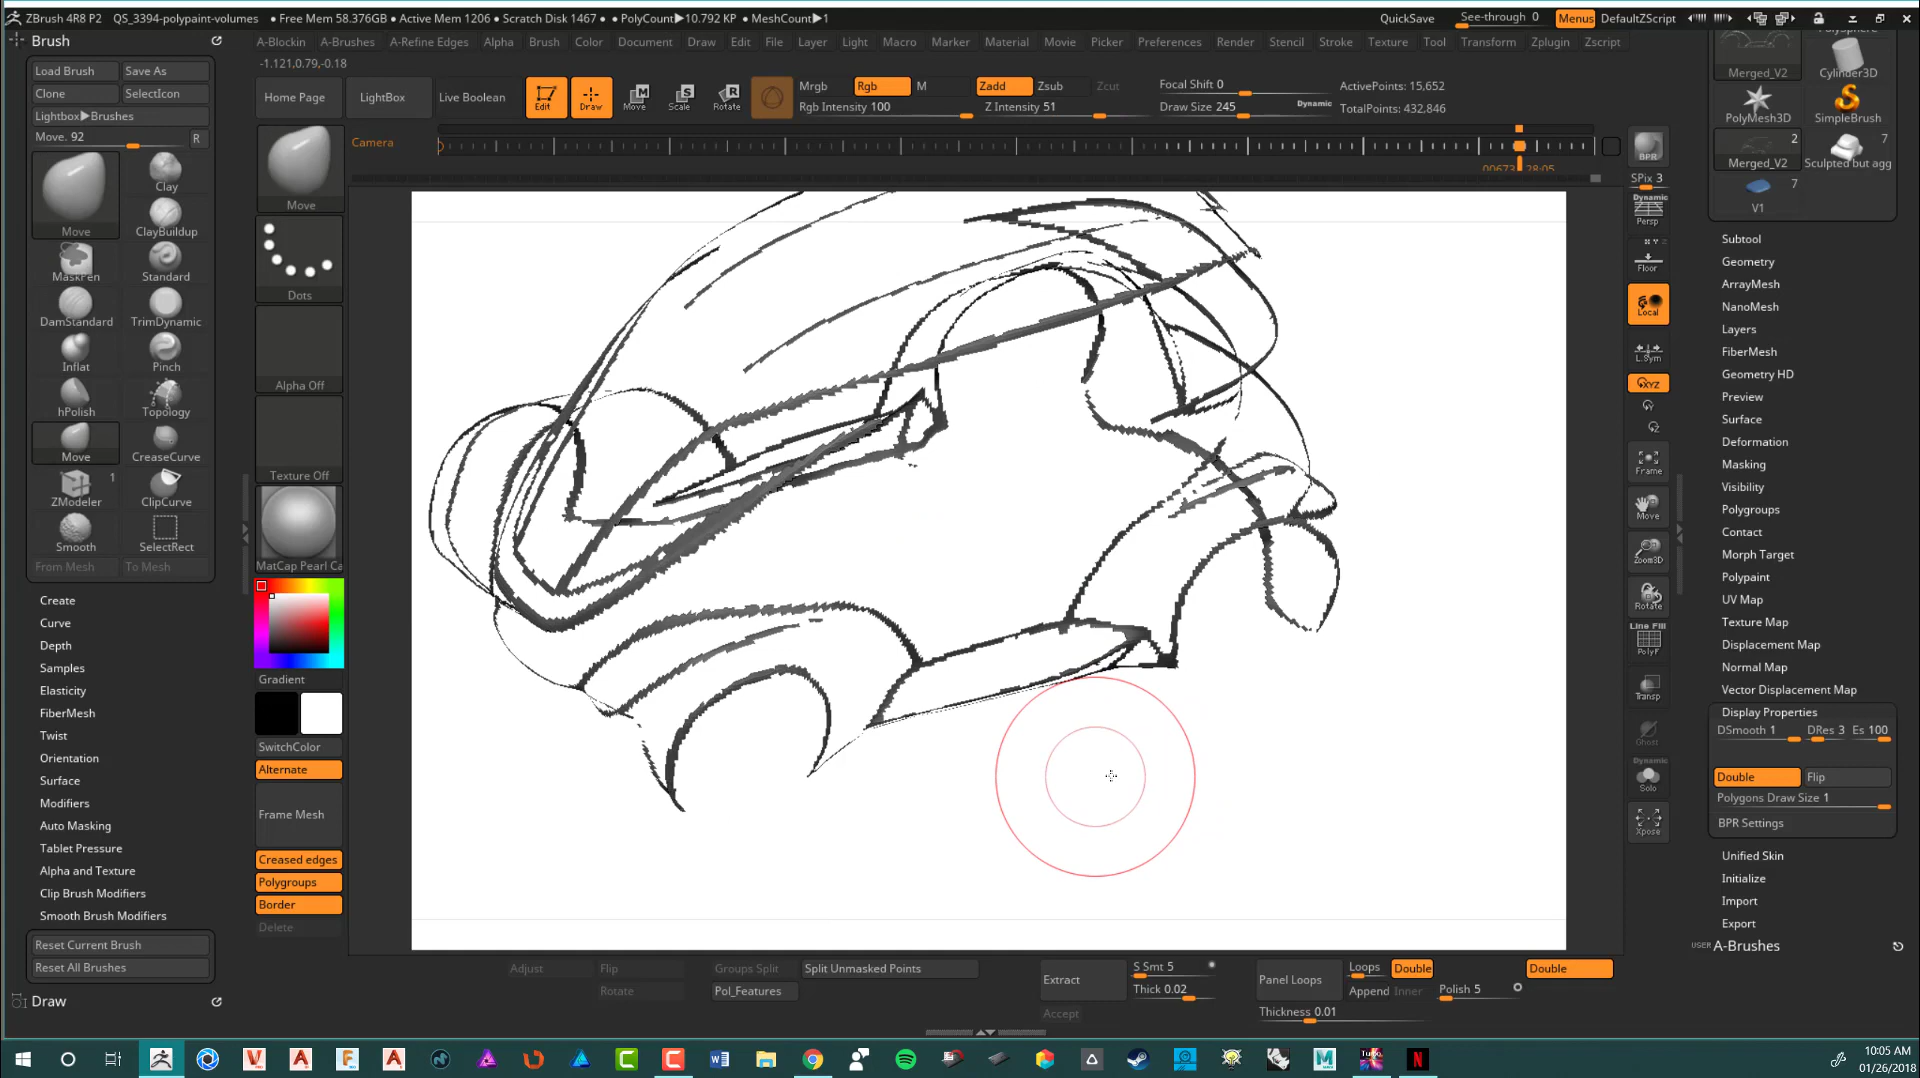 ZBrush 4R8 P2 QS_3394-polypaint-volumes • Free Mem 58.376GB • Active Mem 1206 • Scratch Disk 1467 • PolyCount▶10.792 KP • MeshCount▶1 QuickSave See-through 0 Menus DefaultZScript
Brush
A-Blockin A-Brushes A-Refine Edges Alpha Brush Color Document Draw Edit File Layer Light Macro Marker Material Movie Picker Preferences Render Stencil Stroke Texture Tool Transform Zplugin Zscript
-1.121,0.79,-0.18
Load Brush Save As
Clone SelectIcon
Lightbox▶Brushes
Move. 92 R
Move
Clay
ClayBuildup
MaskPen Standard
DamStandard TrimDynamic
Inflat Pinch
hPolish Topology
Move CreaseCurve
ZModeler 1 ClipCurve
Smooth SelectRect
From Mesh To Mesh
Create
Curve
Depth
Samples
Elasticity
FiberMesh
Twist
Orientation
Surface
Modifiers
Auto Masking
Tablet Pressure
Alpha and Texture
Clip Brush Modifiers
Smooth Brush Modifiers
Reset Current Brush
Reset All Brushes
Draw
Home Page LightBox Live Boolean Edit Draw Move Scale Rotate
Mrgb Rgb M Zadd Zsub Zcut
Rgb Intensity 100 Z Intensity 51
Focal Shift 0
Draw Size 245 Dynamic
ActivePoints: 15,652
TotalPoints: 432,846
Camera
Move
Dots
Alpha Off
Texture Off
MatCap Pearl Ca
Gradient
SwitchColor
Alternate
Frame Mesh
Creased edges
Polygroups
Border
Delete
BPR
SPix 3
Dynamic
Persp
Floor
Local
L.Sym
XYZ
Frame
Move
Zoom3D
Rotate
Line Fill
PolyF
Transp
Ghost
Dynamic
Solo
Xpose
Merged_V2 Cylinder3D
PolyMesh3D SimpleBrush
2 7
Merged_V2 Sculpted but agg
7
V1
Subtool
Geometry
ArrayMesh
NanoMesh
Layers
FiberMesh
Geometry HD
Preview
Surface
Deformation
Masking
Visibility
Polygroups
Contact
Morph Target
Polypaint
UV Map
Texture Map
Displacement Map
Normal Map
Vector Displacement Map
Display Properties
DSmooth 1 DRes 3 Es 100
Double Flip
Polygons Draw Size 1
BPR Settings
Unified Skin
Initialize
Import
Export
USER A-Brushes
Adjust Flip Groups Split Split Unmasked Points
Rotate Pol_Features
Extract S Smt 5
Thick 0.02
Accept
Panel Loops Loops Double
Append Inner Polish 5
Thickness 0.01
Double
10:05 AM
01/26/2018